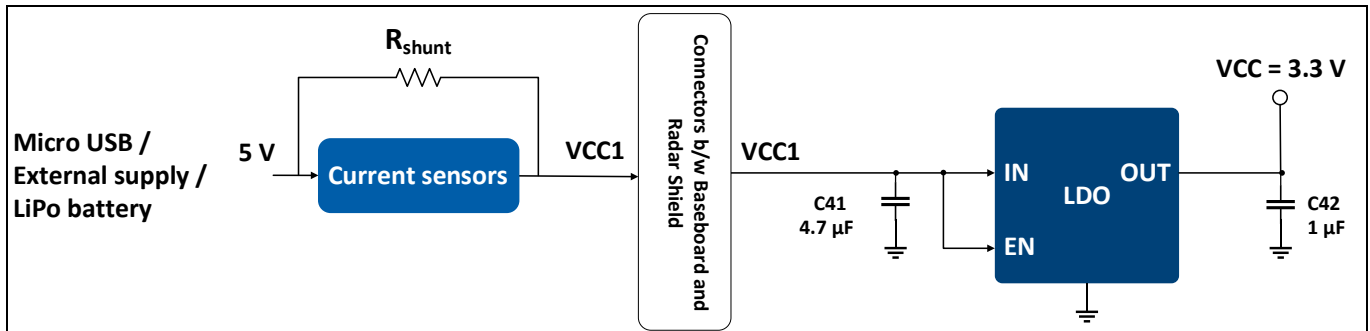 Rshunt
Micro USB /
External supply /
LiPo battery
5 V
Current sensors
VCC1
Connectors b/w Baseboard and
Radar Shield
VCC1
C41
4.7 µF
IN
EN
LDO
OUT
VCC = 3.3 V
C42
1 µF